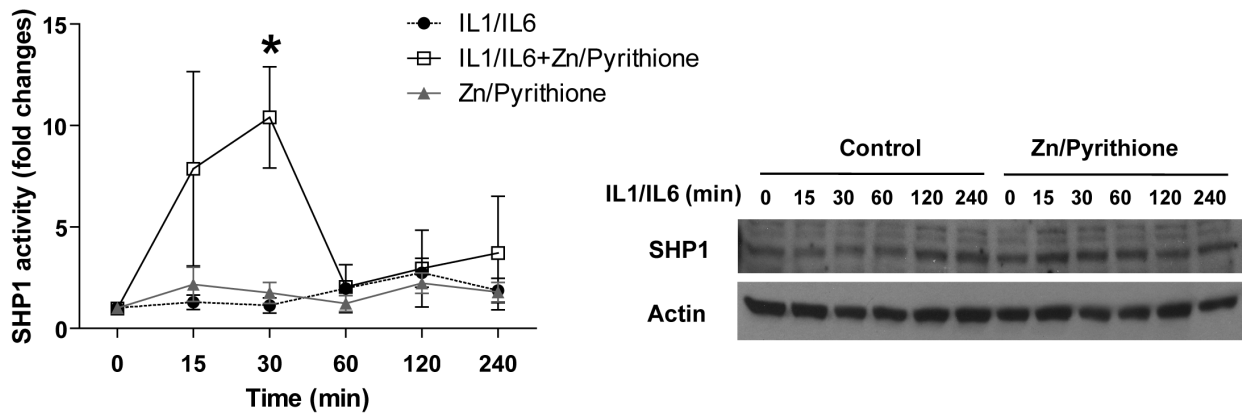 SHP1 activity (fold changes)
15
10
5
0
0 15 30 60 120 240
Time (min)
*
IL1/IL6
IL1/IL6+Zn/Pyrithione
Zn/Pyrithione
Control Zn/Pyrithione
IL1/IL6 (min) 0 15 30 60 120 240 0 15 30 60 120 240
SHP1
Actin